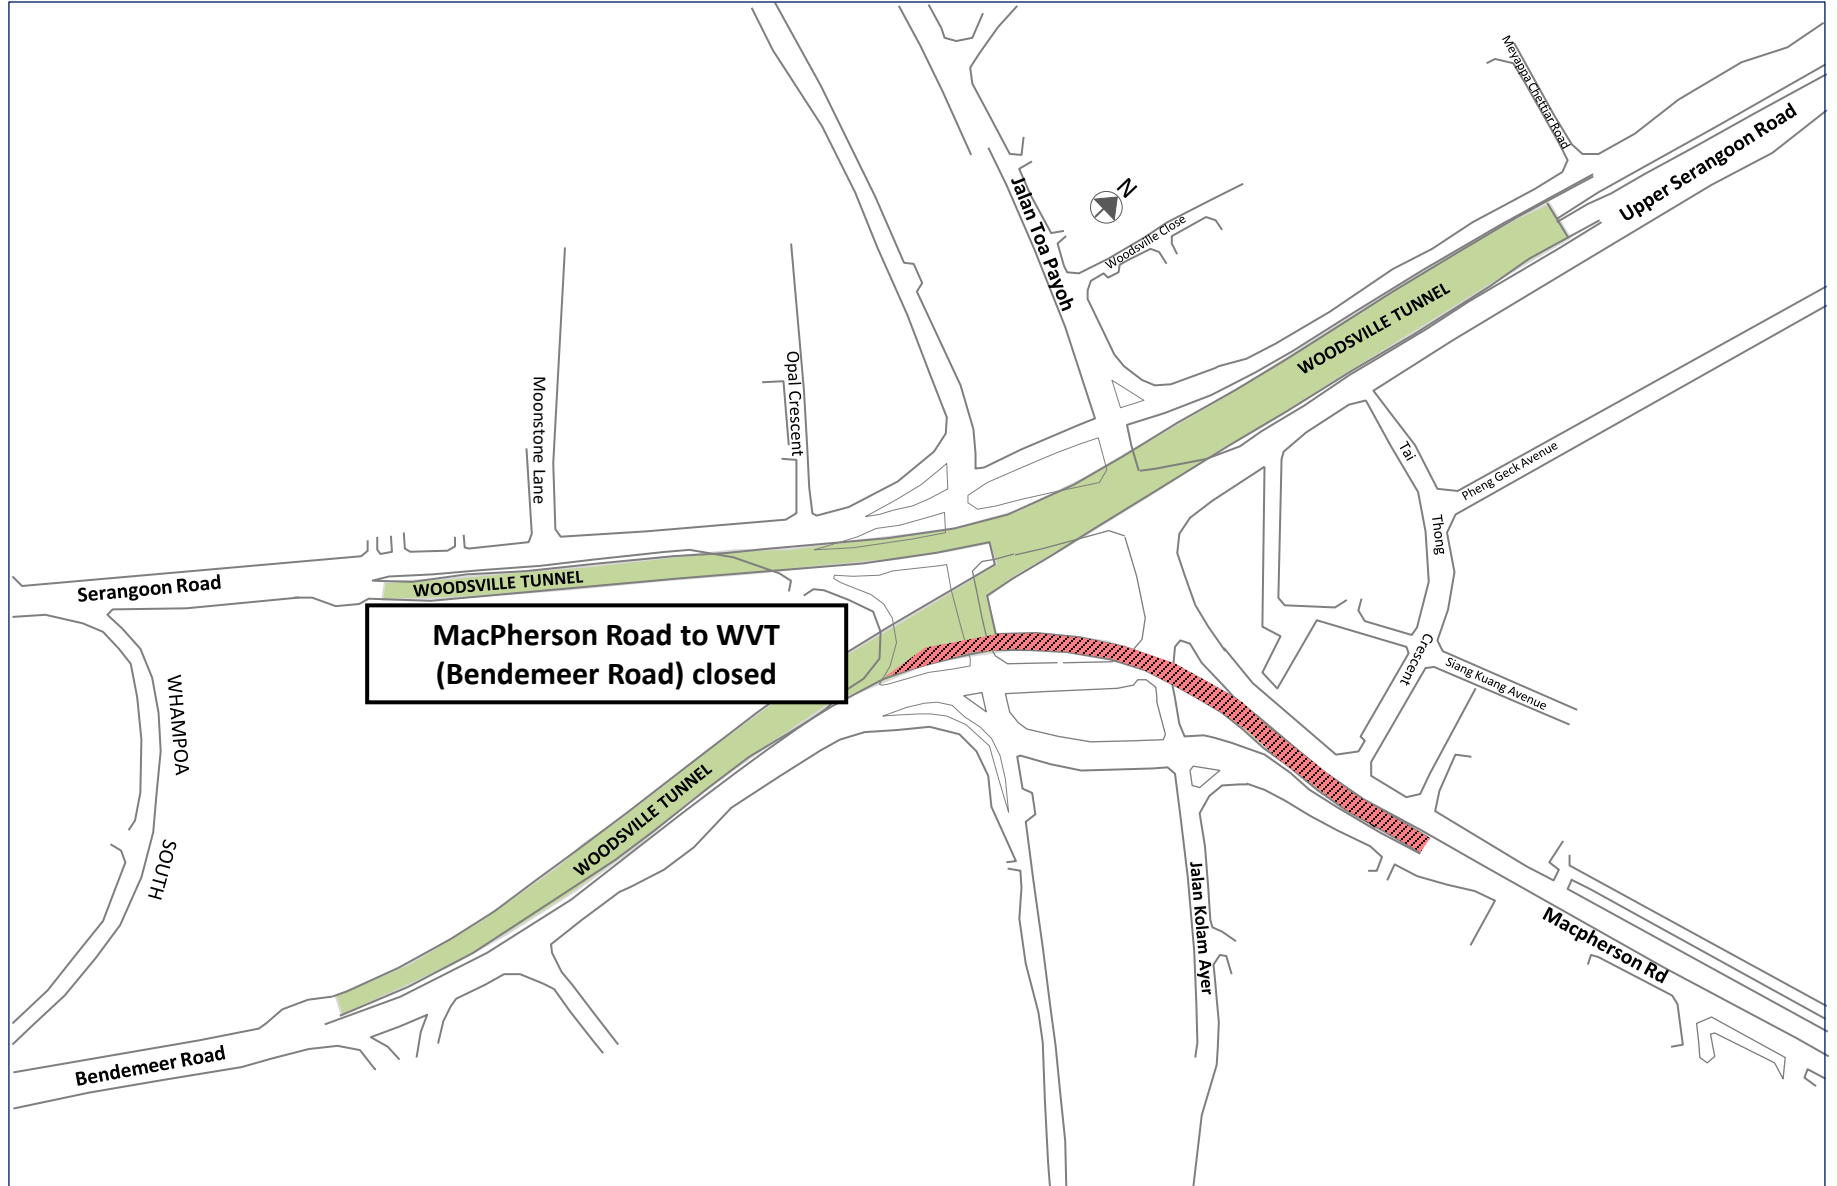 Meyappa Chettiar Road
Upper Serangoon Road
N
Jalan Toa Payoh
Woodsville Close
WOODSVILLE TUNNEL
Opal Crescent
Moonstone Lane
Tai
Thong
Crescent
Pheng Geck Avenue
Siang Kuang Avenue
Serangoon Road
WOODSVILLE TUNNEL
MacPherson Road to WVT
(Bendemeer Road) closed
WHAMPOA
SOUTH
WOODSVILLE TUNNEL
Jalan Kolam Ayer
Macpherson Rd
Bendemeer Road